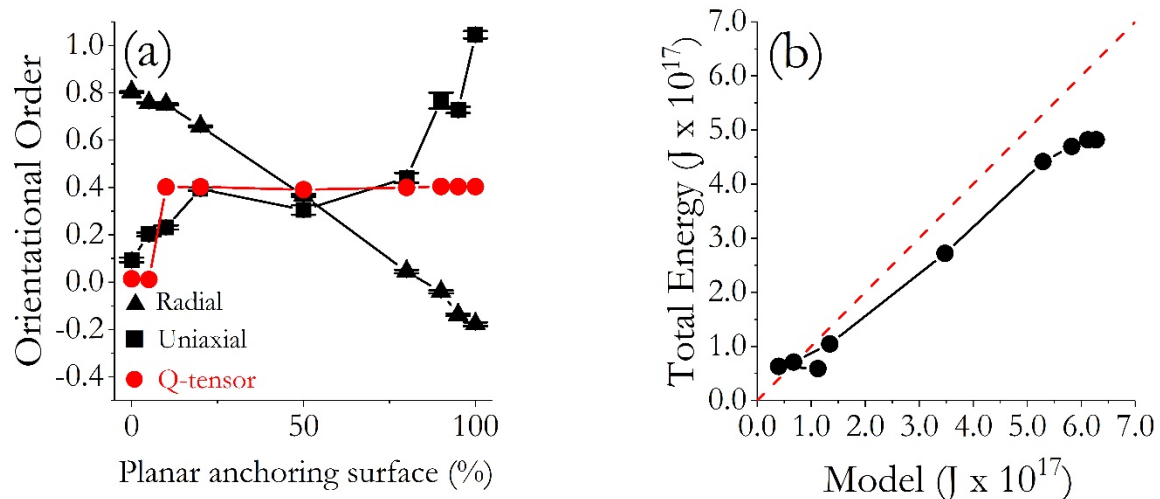 (a)
Orientational Order
1.0
0.8
0.6
0.4
0.2
0.0
-0.2
-0.4
Radial
Uniaxial
Q-tensor
0 50 100
Planar anchoring surface (%)
(b)
Total Energy (J x 10^17)
7.0
6.0
5.0
4.0
3.0
2.0
1.0
0.0
0.0 1.0 2.0 3.0 4.0 5.0 6.0 7.0
Model (J x 10^17)